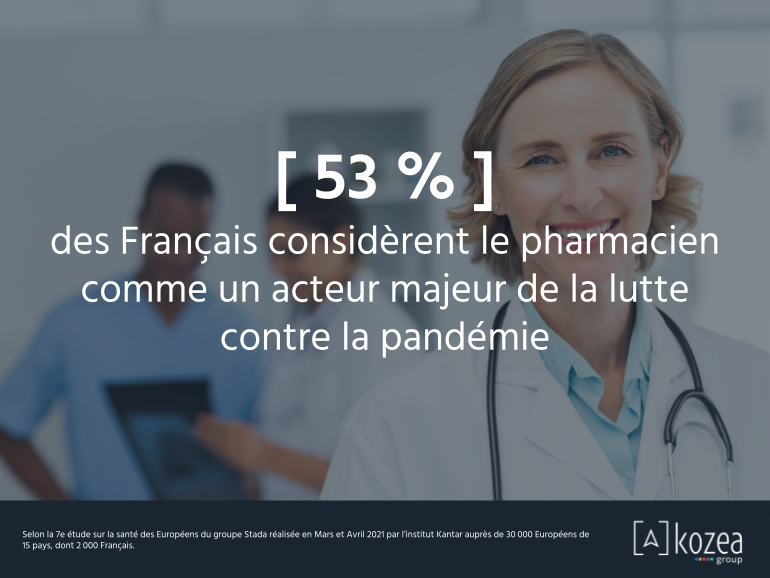 [ 53 % ]
des Français considèrent le pharmacien
comme un acteur majeur de la lutte
contre la pandémie
Selon la 7e étude sur la santé des Européens du groupe Stada réalisée en Mars et Avril 2021 par l'institut Kantar auprès de 30 000 Européens de
15 pays, dont 2 000 Français.
[A] kozea
group